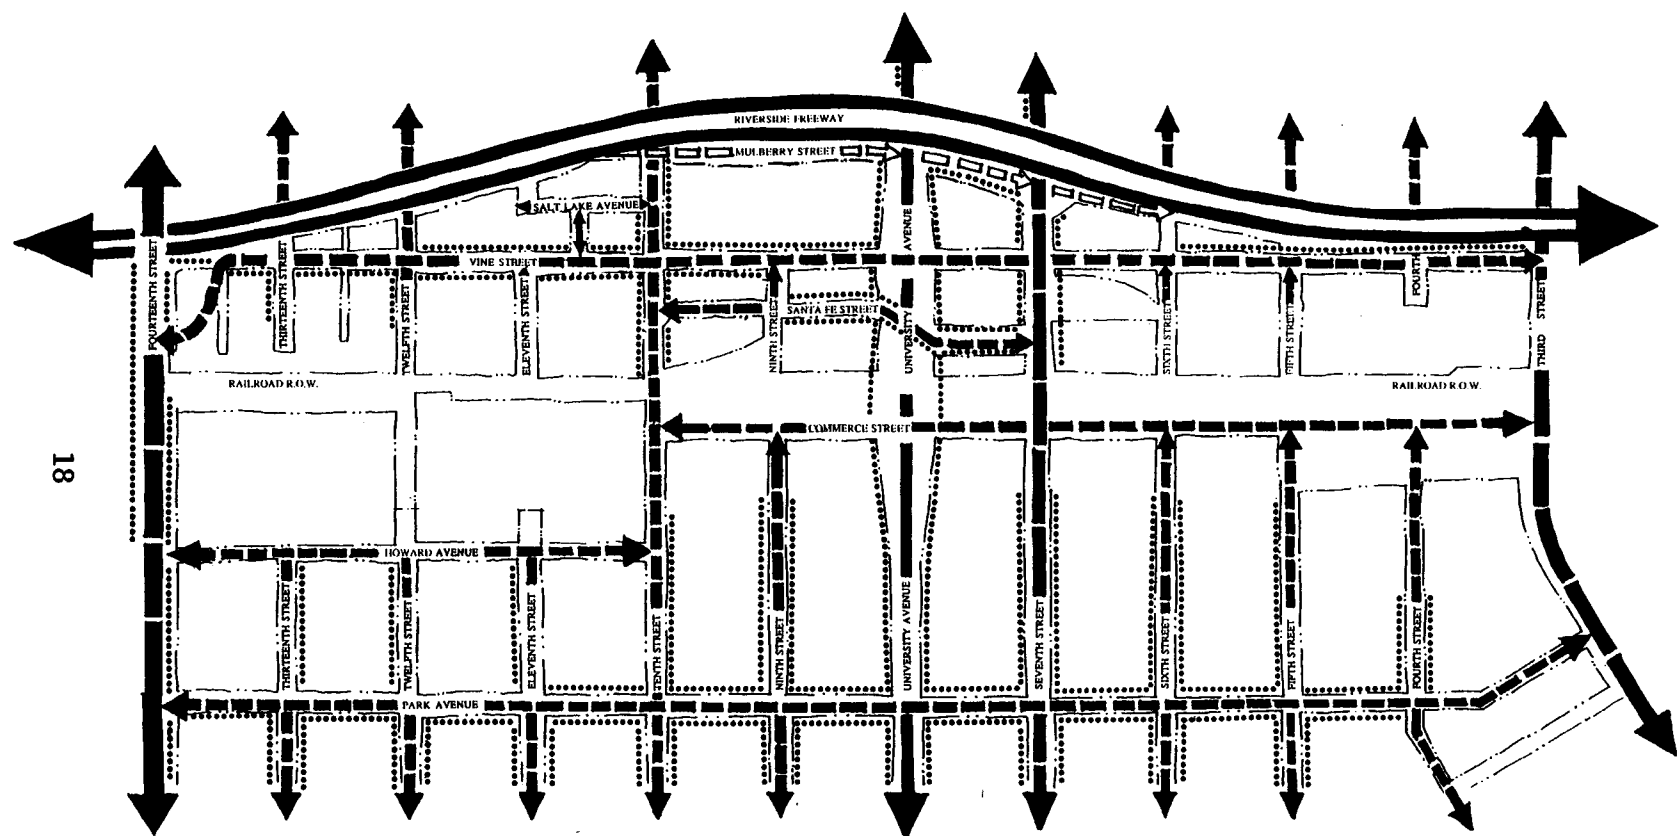 RIVERSIDE FREEWAY
MULBERRY STREET
SALT LAKE AVENUE
VINE STREET
FOURTEENTH STREET
THIRTEENTH STREET
TWELFTH STREET
ELEVENTH STREET
NINTH STREET
SANTA FE STREET
UNIVERSITY AVENUE
SIXTH STREET
FIFTH STREET
FOURTH
THIRD STREET
RAILROAD R.O.W.
RAILROAD R.O.W.
COMMERCE STREET
18
HOWARD AVENUE
THIRTEENTH STREET
TWELFTH STREET
ELEVENTH STREET
TENTH STREET
NINTH STREET
UNIVERSITY AVENUE
SEVENTH STREET
SIXTH STREET
FIFTH STREET
FOURTH STREET
PARK AVENUE